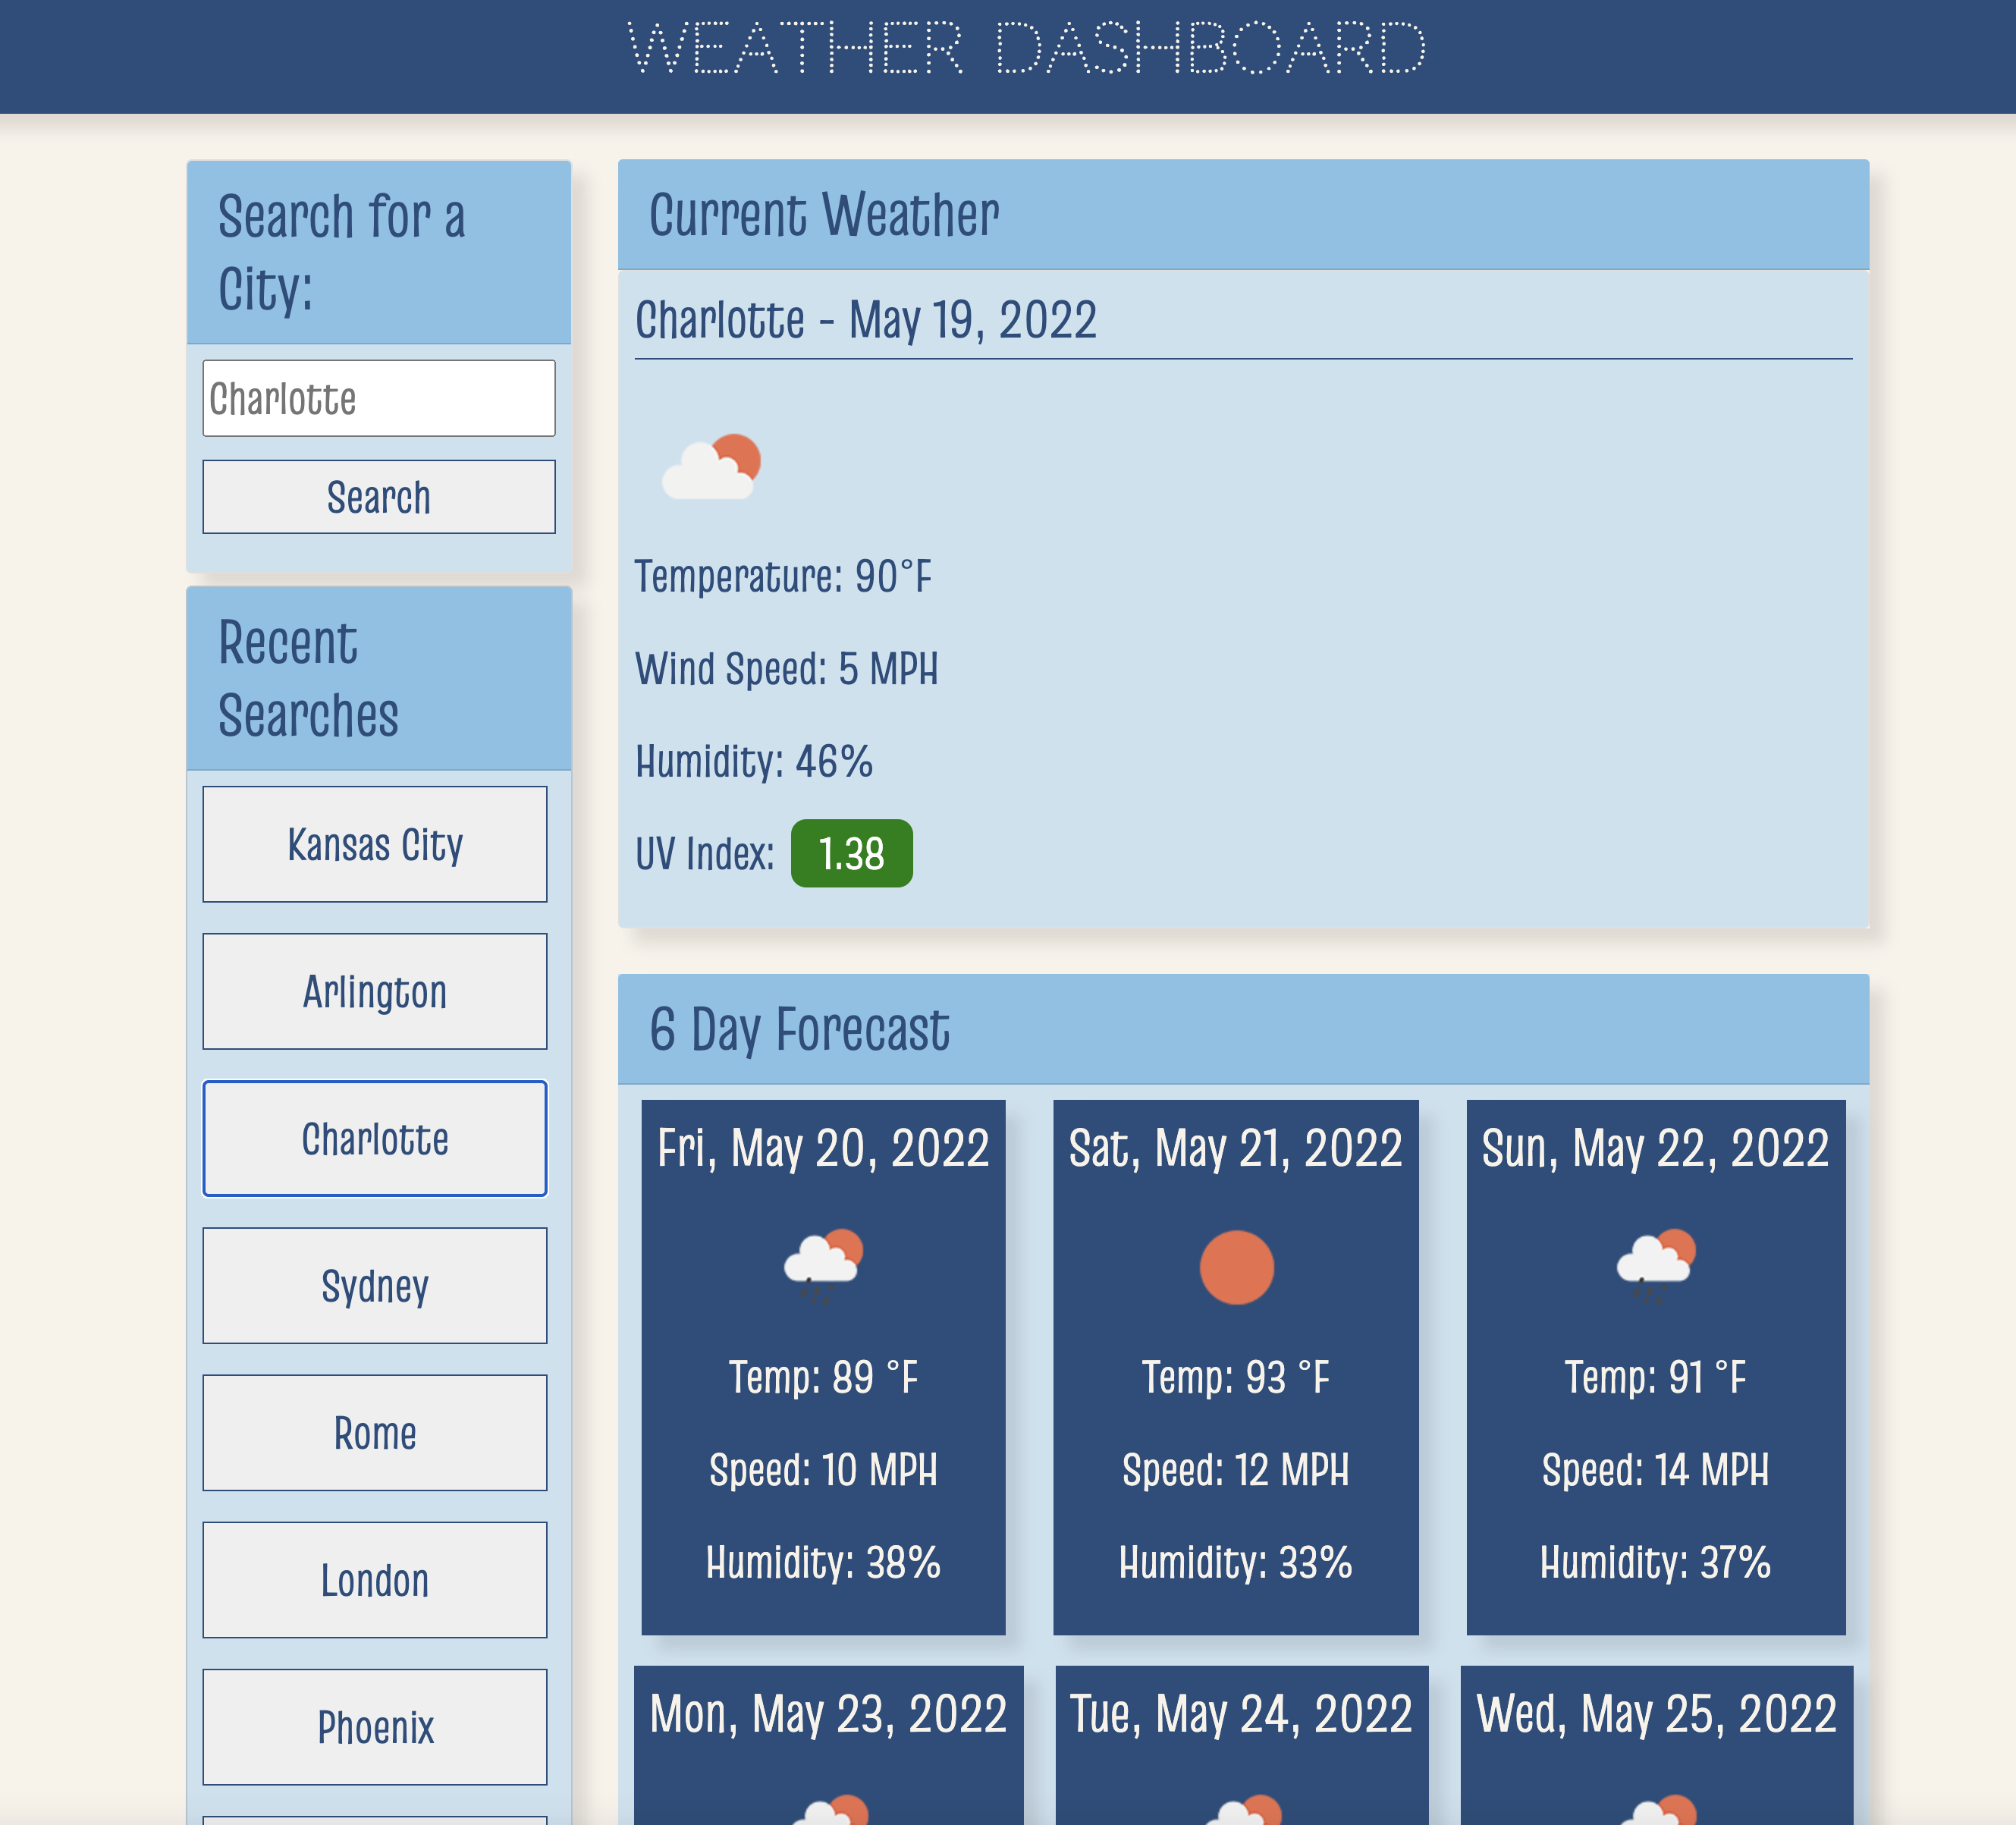 WEATHER DASHBOARD
Search for a
City:
Charlotte
Search
Recent
Searches
Kansas City
Arlington
Charlotte
Sydney
Rome
London
Phoenix
Current Weather
Charlotte - May 19, 2022
Temperature: 90°F
Wind Speed: 5 MPH
Humidity: 46%
UV Index: 1.38
6 Day Forecast
Fri, May 20, 2022
Temp: 89 °F
Speed: 10 MPH
Humidity: 38%
Sat, May 21, 2022
Temp: 93 °F
Speed: 12 MPH
Humidity: 33%
Sun, May 22, 2022
Temp: 91 °F
Speed: 14 MPH
Humidity: 37%
Mon, May 23, 2022
Tue, May 24, 2022
Wed, May 25, 2022